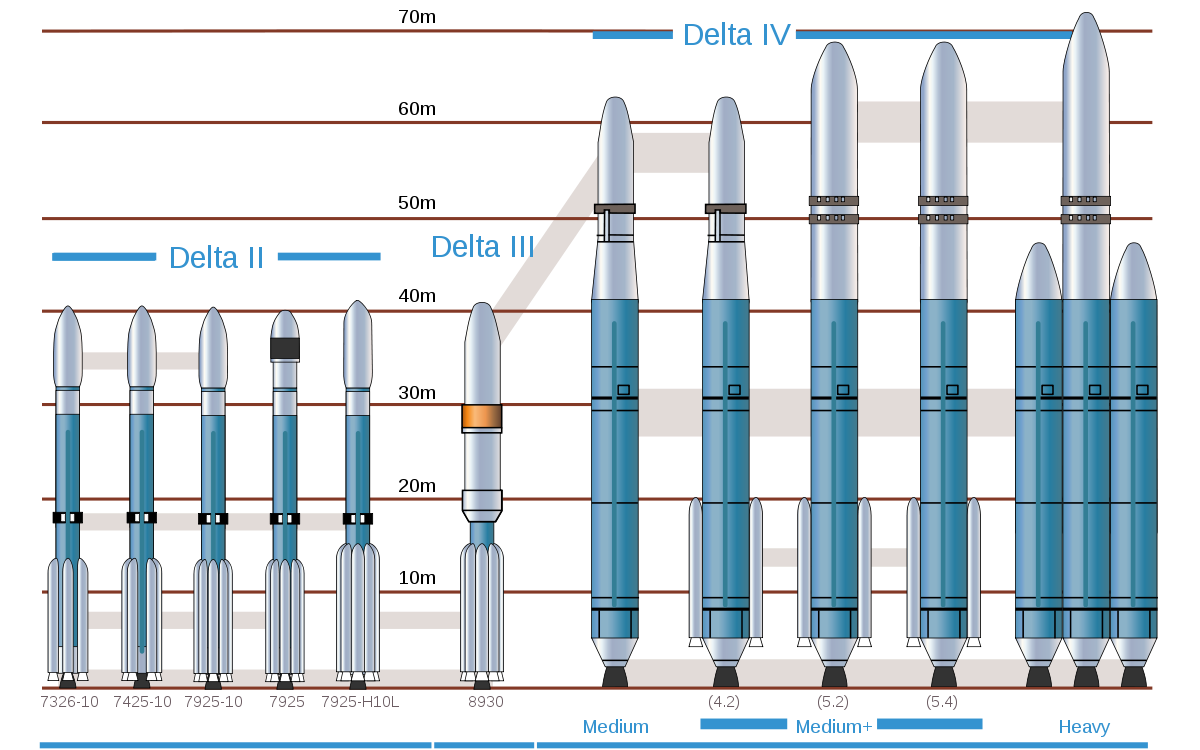 70m
Delta IV
60m
50m
Delta II
Delta III
40m
30m
20m
10m
7326-10
7425-10
7925-10
7925
7925-H10L
8930
(4.2)
(5.2)
(5.4)
Medium
Medium+
Heavy